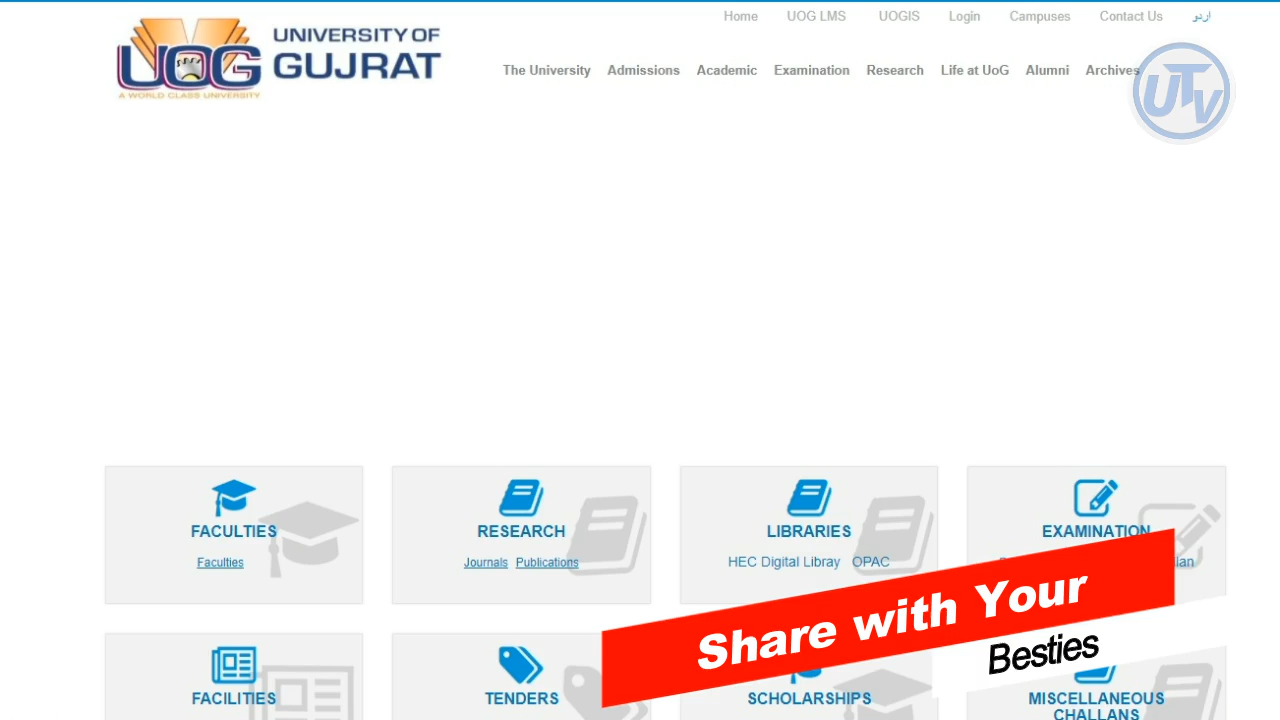 Home UOG LMS UOGIS Login Campuses Contact Us اردو
UOG
A WORLD CLASS UNIVERSITY
UNIVERSITY OF
GUJRAT
The University Admissions Academic Examination Research Life at UoG Alumni Archives
UTV
FACULTIES
Faculties
RESEARCH
Journals Publications
LIBRARIES
HEC Digital Libray OPAC
EXAMINATION
FACILITIES
TENDERS
SCHOLARSHIPS
MISCELLANEOUS
CHALLANS
Share with Your
Besties